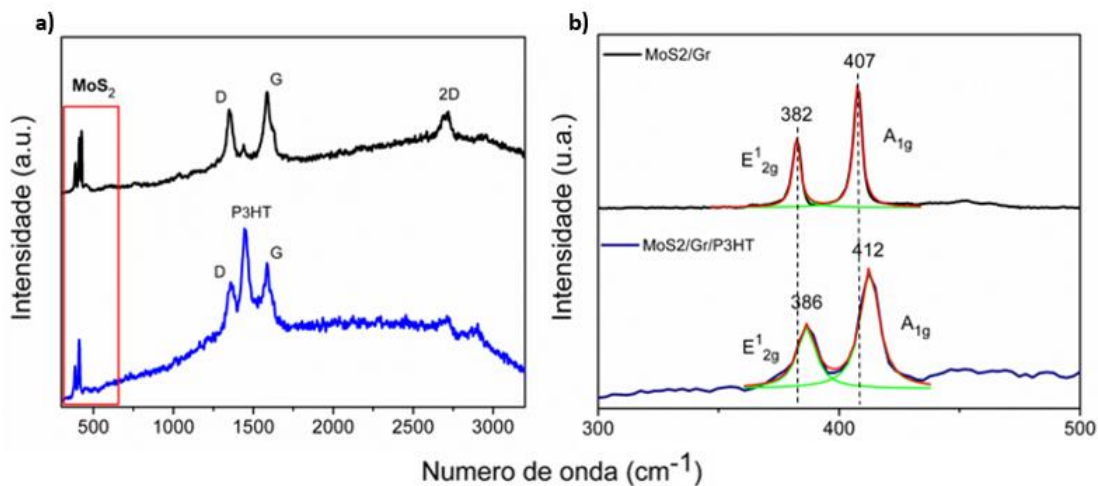 a)
Intensidade (a.u.)
MoS₂
D
G
2D
P3HT
D
G
500
1000
1500
2000
2500
3000
b)
Intensidade (u.a.)
MoS2/Gr
407
382
E¹₂g
A₁g
MoS2/Gr/P3HT
412
386
E¹₂g
A₁g
300
400
500
Numero de onda (cm⁻¹)